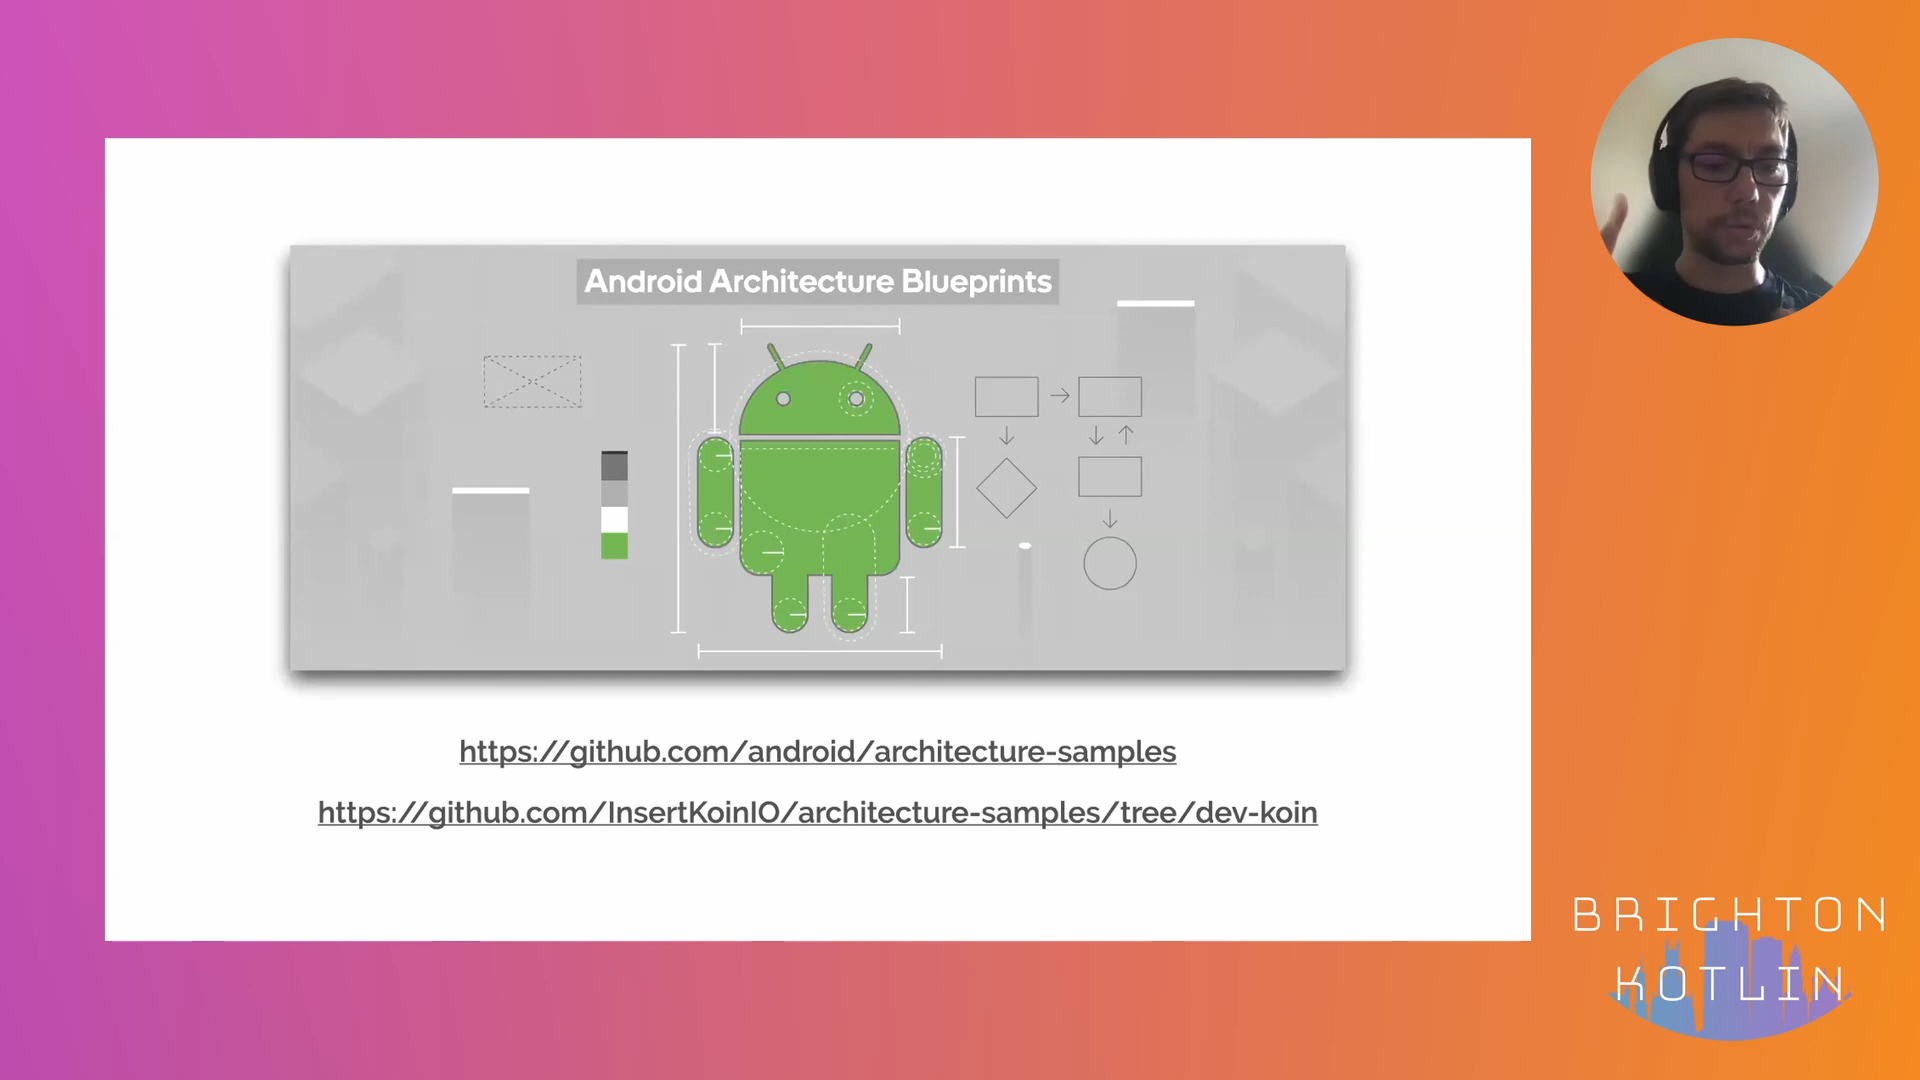 Android Architecture Blueprints
https://github.com/android/architecture-samples
https://github.com/InsertKoinIO/architecture-samples/tree/dev-koin
BRIGHTON
KOTLIN